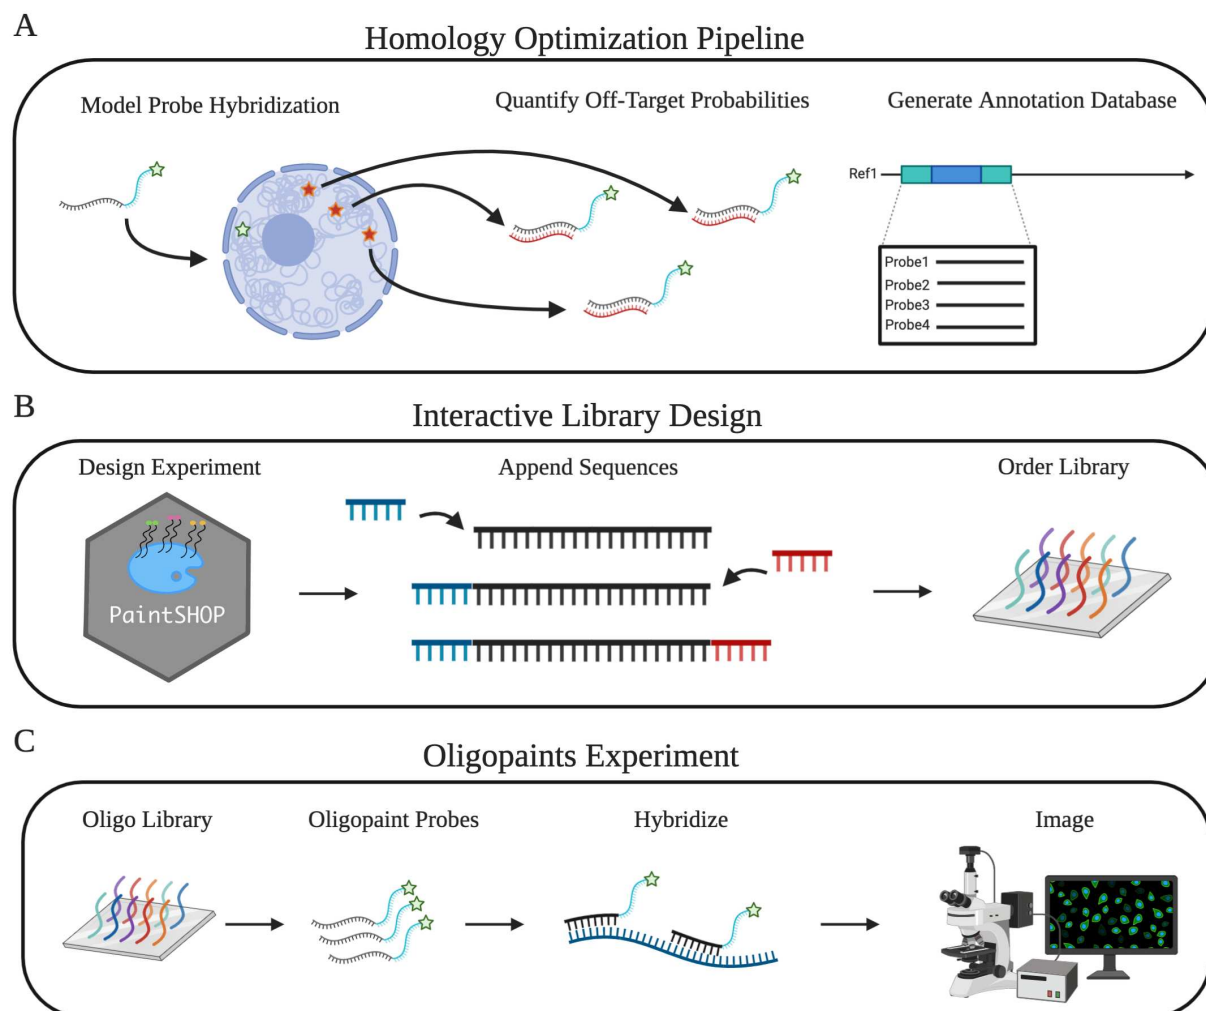 A
Homology Optimization Pipeline
Model Probe Hybridization
Quantify Off-Target Probabilities
Generate Annotation Database
Ref1
Probe1
Probe2
Probe3
Probe4
B
Interactive Library Design
Design Experiment
Append Sequences
Order Library
PaintSHOP
C
Oligopaints Experiment
Oligo Library
Oligopaint Probes
Hybridize
Image